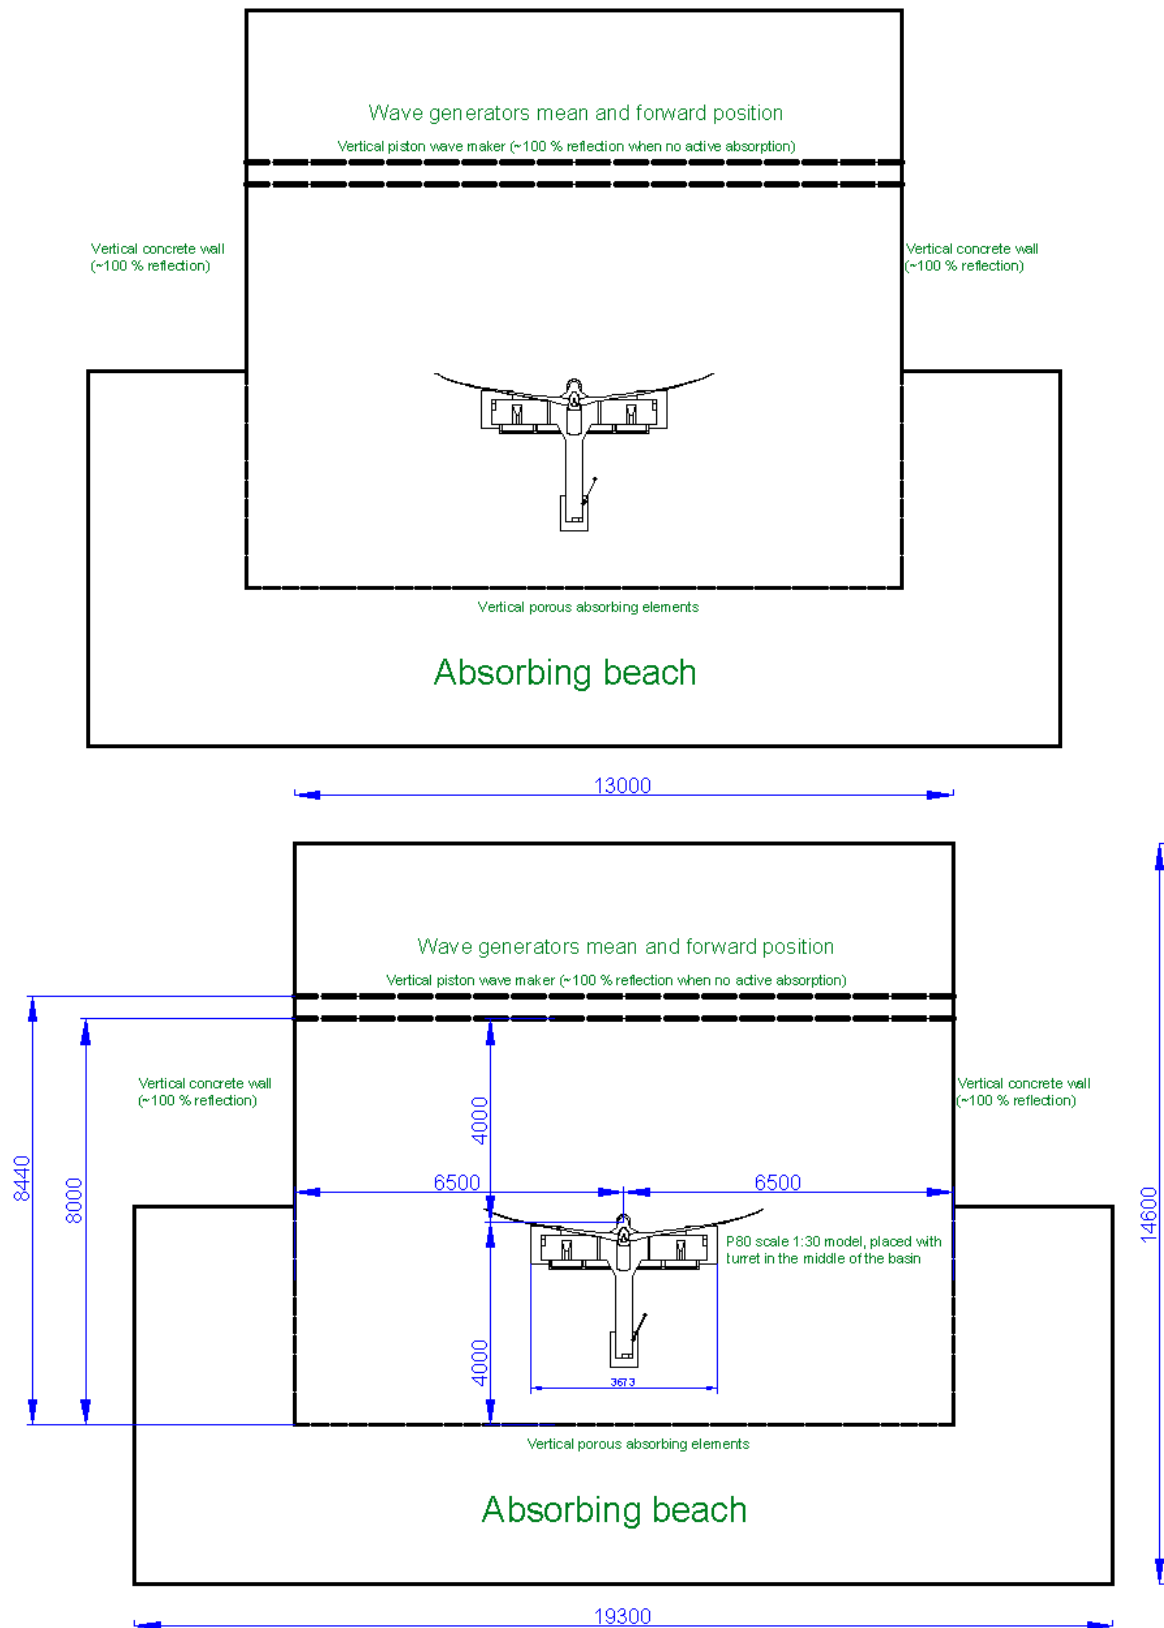 Wave generators mean and forward position
Vertical piston wave maker (~100 % reflection when no active absorption)
Vertical concrete wall
(~100 % reflection)
Vertical concrete wall
(~100 % reflection)
Vertical porous absorbing elements
Absorbing beach
13000
Wave generators mean and forward position
Vertical piston wave maker (~100 % reflection when no active absorption)
Vertical concrete wall
(~100 % reflection)
Vertical concrete wall
(~100 % reflection)
4000
8440
8000
6500
6500
14600
P80 scale 1:30 model, placed with
turret in the middle of the basin
4000
3673
Vertical porous absorbing elements
Absorbing beach
19300